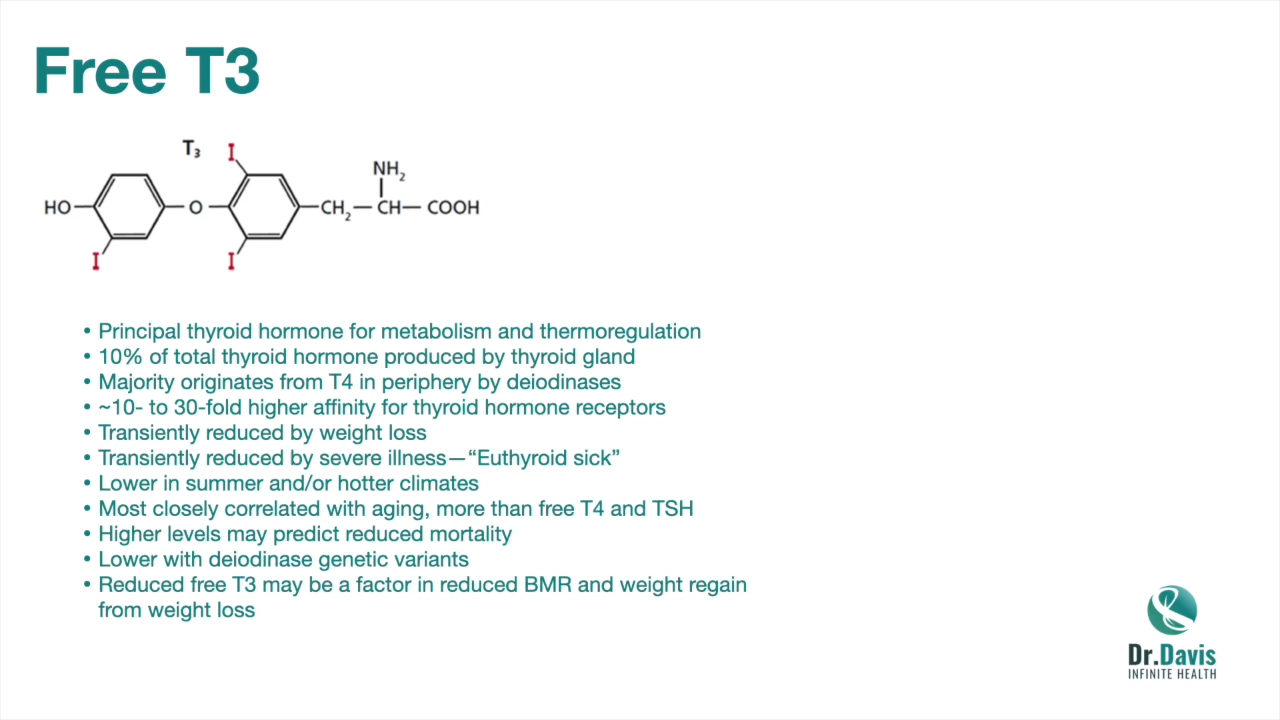 Free T3
T₃
I
NH₂
HO
O
CH₂
CH
COOH
I
I
• Principal thyroid hormone for metabolism and thermoregulation
• 10% of total thyroid hormone produced by thyroid gland
• Majority originates from T4 in periphery by deiodinases
• ~10- to 30-fold higher affinity for thyroid hormone receptors
• Transiently reduced by weight loss
• Transiently reduced by severe illness—“Euthyroid sick”
• Lower in summer and/or hotter climates
• Most closely correlated with aging, more than free T4 and TSH
• Higher levels may predict reduced mortality
• Lower with deiodinase genetic variants
• Reduced free T3 may be a factor in reduced BMR and weight regain
from weight loss
Dr.Davis
INFINITE HEALTH